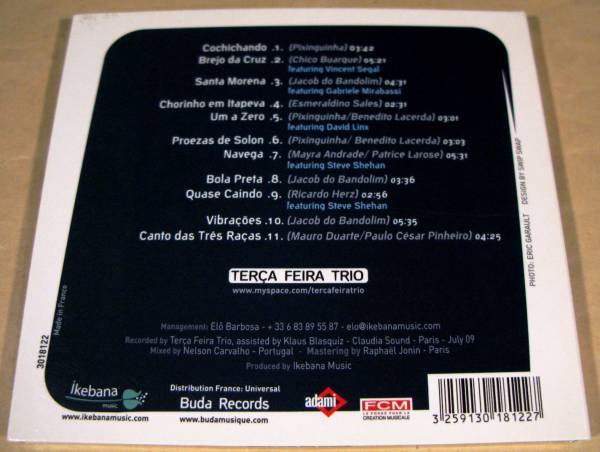 Cochichando .1. (Pixinguinha) 03:42
Brejo da Cruz .2. (Chico Buarque) 05:21
featuring Vincent Segal
Santa Morena .3. (Jacob do Bandolim) 04:31
featuring Gabriele Mirabassi
Chorinho em Itapeva .4. (Esmeraldino Sales) 02:31
Um a Zero .5. (Pixinguinha/Benedito Lacerda) 03:01
featuring David Linx
Proezas de Solon .6. (Pixinguinha/ Benedito Lacerda) 03:03
Navega .7. (Mayra Andrade/ Patrice Larose) 05:31
featuring Steve Shehan
Bola Preta .8. (Jacob do Bandolim) 03:36
Quase Caindo .9. (Ricardo Herz) 02:56
featuring Steve Shehan
Vibrações .10. (Jacob do Bandolim) 05:35
Canto das Três Raças .11. (Mauro Duarte/Paulo César Pinheiro) 04:25
TERÇA FEIRA TRIO
www.myspace.com/tercafeiratrio
Management: Elô Barbosa - + 33 6 83 89 55 87 - elo@ikebanamusic.com
Recorded by Terça Feira Trio, assisted by Klaus Blasquiz - Claudia Sound - Paris - July 09
Mixed by Nelson Carvalho - Portugal - Mastering by Raphaël Jonin - Paris
Produced by Ikebana Music
PHOTO: ERIC GARAULT DESIGN BY SWIP SWAP
Made in France
3018122
ikebana
music
www.ikebanamusic.com
Distribution France: Universal
Buda Records
www.budamusique.com
adami
FCM
LE FONDS POUR LA
CREATION MUSICALE
3 259130 181227